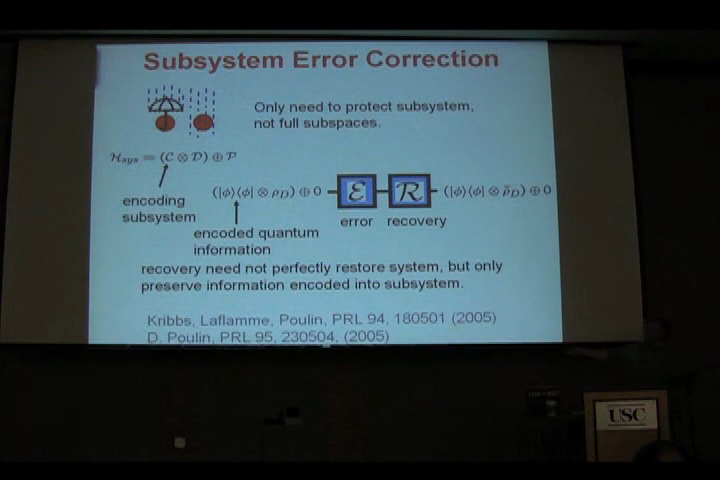 Subsystem Error Correction
Only need to protect subsystem,
not full subspaces.
ℋ_sys = (𝒞 ⊗ 𝒟) ⊕ 𝒫
encoding
subsystem
(|ϕ⟩⟨ϕ| ⊗ ρ_D) ⊕ 0
ℰ
ℛ
(|ϕ⟩⟨ϕ| ⊗ ρ̃_D) ⊕ 0
error
recovery
encoded quantum
information
recovery need not perfectly restore system, but only
preserve information encoded into subsystem.
Kribbs, Laflamme, Poulin, PRL 94, 180501 (2005)
D. Poulin, PRL 95, 230504, (2005)
USC